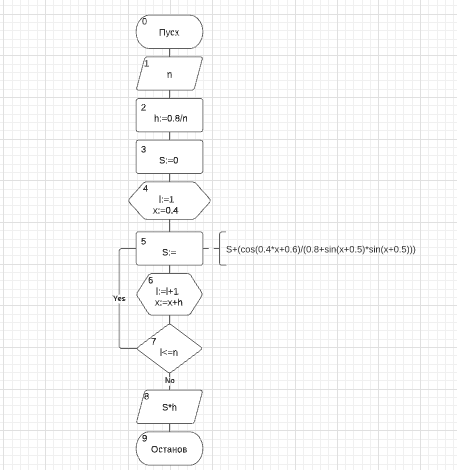 0
Пуск
1
n
2
h:=0.8/n
3
S:=0
4
I:=1
x:=0.4
5
S:=
S+(cos(0.4*x+0.6)/(0.8+sin(x+0.5)*sin(x+0.5)))
6
I:=I+1
x:=x+h
Yes
7
I<=n
No
8
S*h
9
Останов